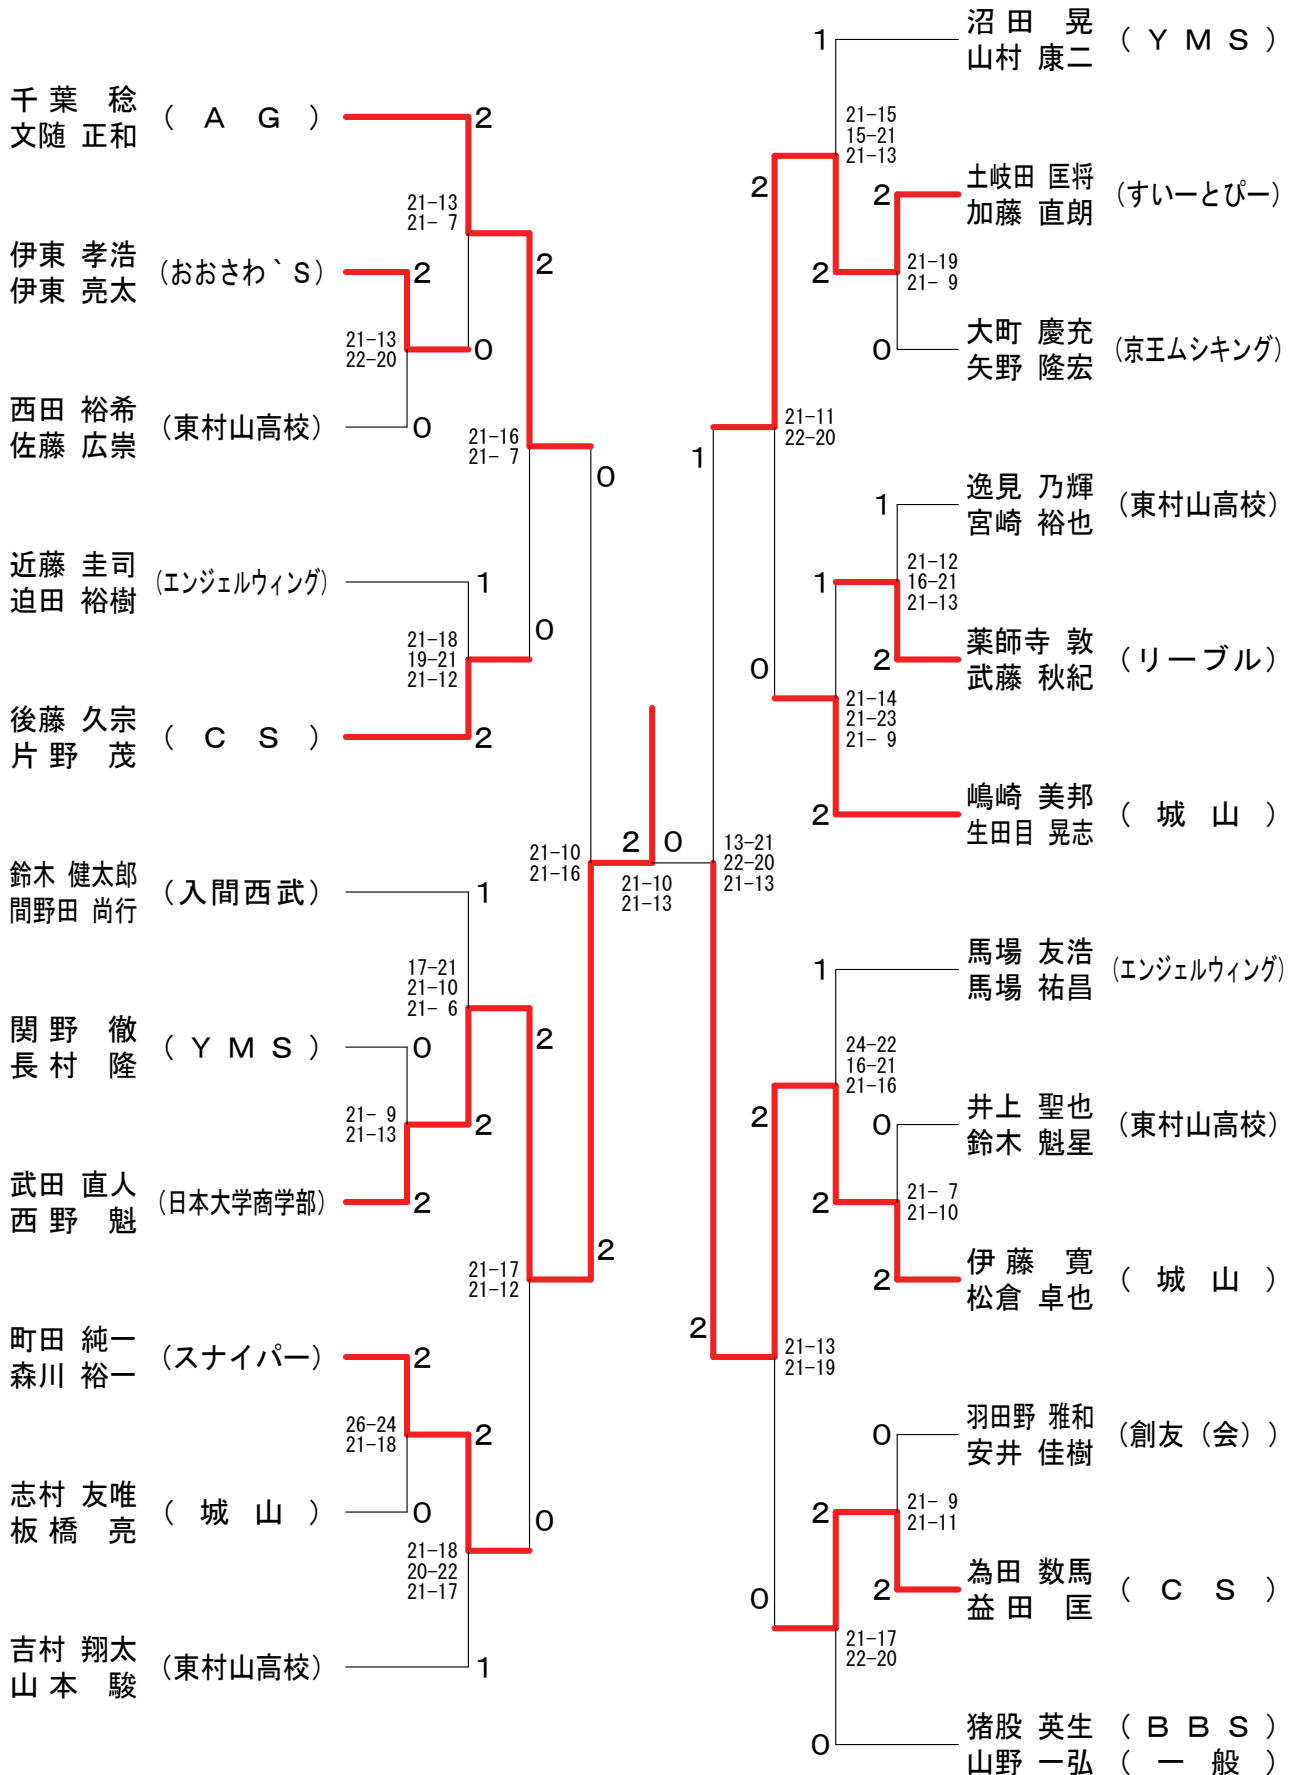 千葉 稔
文随 正和
( A G )
2
21-13
21- 7
伊東 孝浩
伊東 亮太
(おおさわ`S)
2
2
21-13
22-20
0
西田 裕希
佐藤 広崇
(東村山高校)
0
21-16
21- 7
0
近藤 圭司
迫田 裕樹
(エンジェルウィング)
1
0
21-18
19-21
21-12
後藤 久宗
片野 茂
( C S )
2
21-10
21-16
2
0
21-10
21-13
鈴木 健太郎
間野田 尚行
(入間西武)
1
17-21
21-10
21- 6
関野 徹
長村 隆
( Y M S )
0
2
21- 9
21-13
2
武田 直人
西野 魁
(日本大学商学部)
2
21-17
21-12
2
町田 純一
森川 裕一
(スナイパー)
2
26-24
21-18
2
志村 友唯
板橋 亮
( 城 山 )
0
0
21-18
20-22
21-17
吉村 翔太
山本 駿
(東村山高校)
1
1
沼田 晃
山村 康二
( Y M S )
21-15
15-21
21-13
2
2
土岐田 匡将
加藤 直朗
(すいーとぴー)
2
21-19
21- 9
0
大町 慶充
矢野 隆宏
(京王ムシキング)
21-11
22-20
1
1
逸見 乃輝
宮崎 裕也
(東村山高校)
1
21-12
16-21
21-13
0
2
薬師寺 敦
武藤 秋紀
(リーブル)
21-14
21-23
21- 9
2
嶋崎 美邦
生田目 晃志
( 城 山 )
13-21
22-20
21-13
1
馬場 友浩
馬場 祐昌
(エンジェルウィング)
24-22
16-21
21-16
2
0
井上 聖也
鈴木 魁星
(東村山高校)
2
21- 7
21-10
2
伊藤 寛
松倉 卓也
( 城 山 )
2
21-13
21-19
0
羽田野 雅和
安井 佳樹
(創友(会))
2
21- 9
21-11
0
2
為田 数馬
益田 匡
( C S )
21-17
22-20
0
猪股 英生
山野 一弘
( B B S )
( 一 般 )